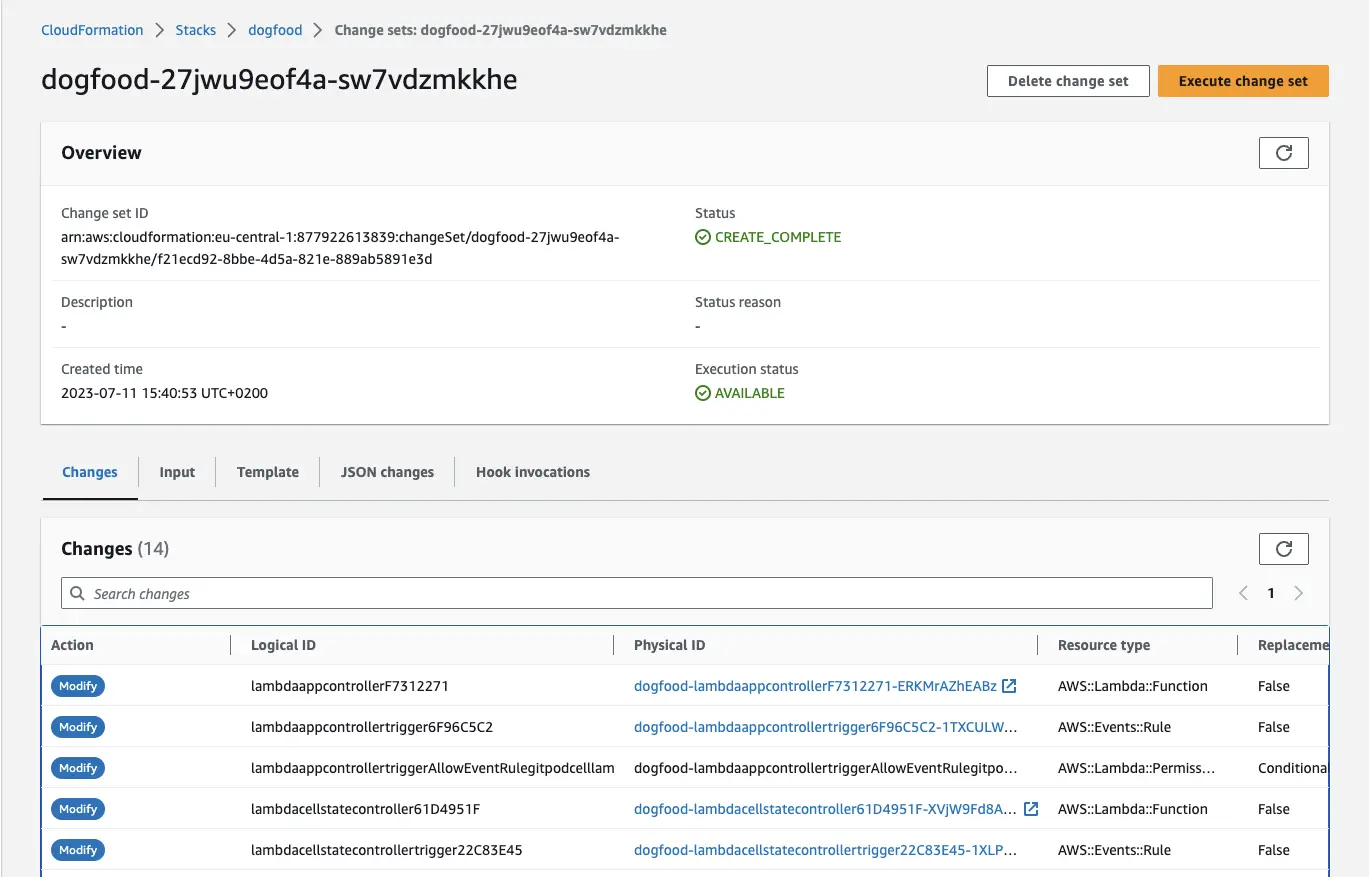 CloudFormation > Stacks > dogfood > Change sets: dogfood-27jwu9eof4a-sw7vdzmkkhe
dogfood-27jwu9eof4a-sw7vdzmkkhe
Delete change set
Execute change set
Overview
Change set ID
arn:aws:cloudformation:eu-central-1:877922613839:changeSet/dogfood-27jwu9eof4a-
sw7vdzmkkhe/f21ecd92-8bbe-4d5a-821e-889ab5891e3d
Status
CREATE_COMPLETE
Description
-
Status reason
-
Created time
2023-07-11 15:40:53 UTC+0200
Execution status
AVAILABLE
Changes Input Template JSON changes Hook invocations
Changes (14)
Search changes
1
Action Logical ID Physical ID Resource type Replaceme
Modify lambdaappcontrollerF7312271 dogfood-lambdaappcontrollerF7312271-ERKMrAZhEABz AWS::Lambda::Function False
Modify lambdaappcontrollertrigger6F96C5C2 dogfood-lambdaappcontrollertrigger6F96C5C2-1TXCULW... AWS::Events::Rule False
Modify lambdaappcontrollertriggerAllowEventRulegitpodcelllam dogfood-lambdaappcontrollertriggerAllowEventRulegitpo... AWS::Lambda::Permiss... Conditional
Modify lambdacellstatecontroller61D4951F dogfood-lambdacellstatecontroller61D4951F-XVjW9Fd8A... AWS::Lambda::Function False
Modify lambdacellstatecontrollertrigger22C83E45 dogfood-lambdacellstatecontrollertrigger22C83E45-1XLP... AWS::Events::Rule False